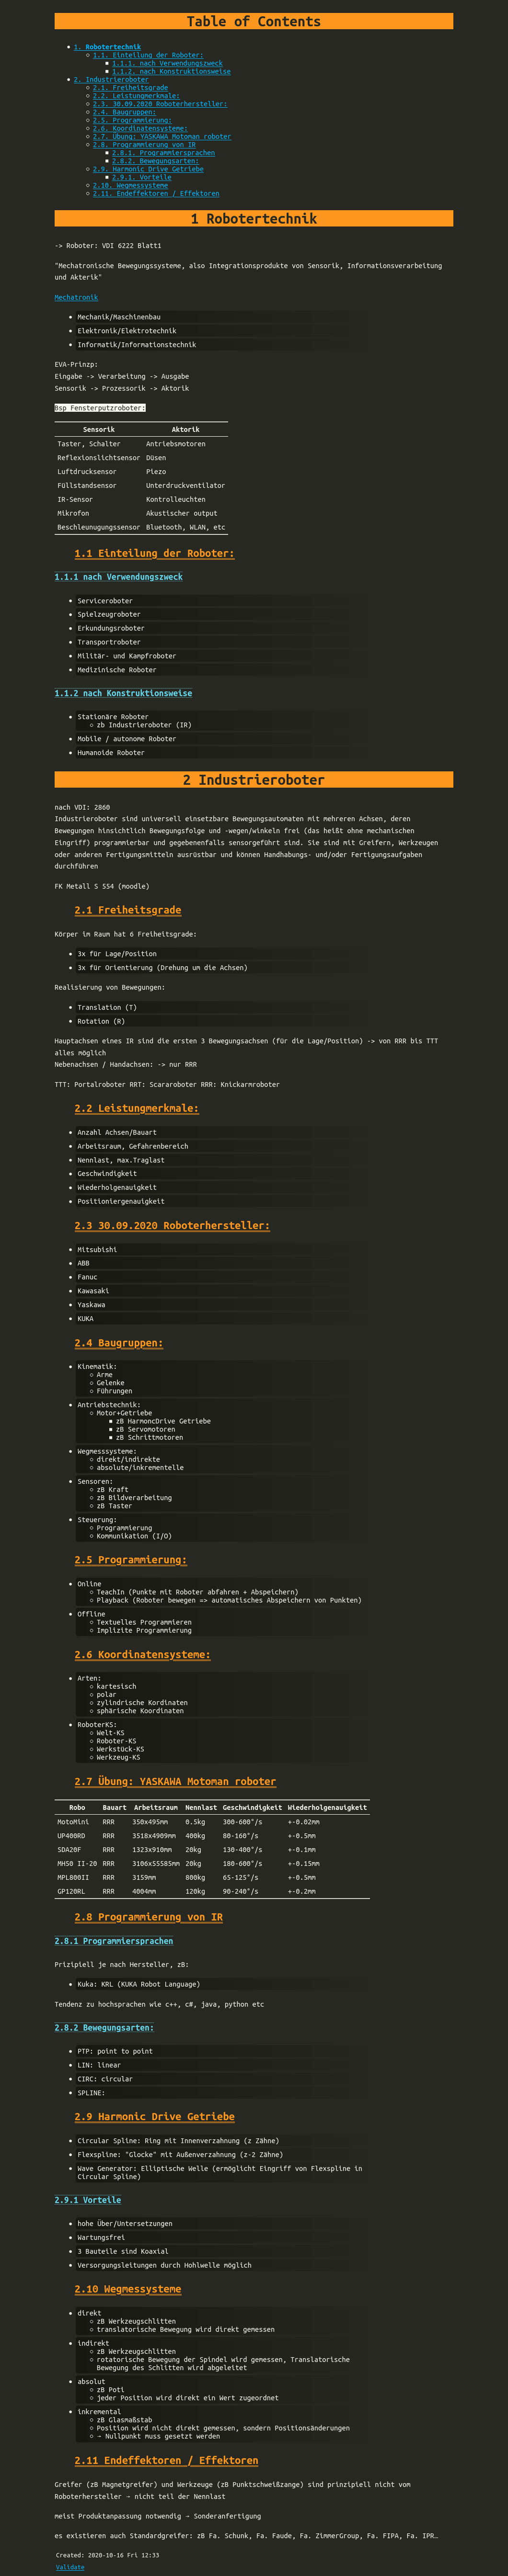 Table of Contents
1. Robotertechnik
1.1. Einteilung der Roboter:
1.1.1. nach Verwendungszweck
1.1.2. nach Konstruktionsweise
2. Industrieroboter
2.1. Freiheitsgrade
2.2. Leistungmerkmale:
2.3. 30.09.2020 Roboterhersteller:
2.4. Baugruppen:
2.5. Programmierung:
2.6. Koordinatensysteme:
2.7. Übung: YASKAWA Motoman roboter
2.8. Programmierung von IR
2.8.1. Programmiersprachen
2.8.2. Bewegungsarten:
2.9. Harmonic Drive Getriebe
2.9.1. Vorteile
2.10. Wegmessysteme
2.11. Endeffektoren / Effektoren
1 Robotertechnik
-> Roboter: VDI 6222 Blatt1
"Mechatronische Bewegungssysteme, also Integrationsprodukte von Sensorik, Informationsverarbeitung
und Akterik"
Mechatronik
Mechanik/Maschinenbau
Elektronik/Elektrotechnik
Informatik/Informationstechnik
EVA-Prinzp:
Eingabe -> Verarbeitung -> Ausgabe
Sensorik -> Prozessorik -> Aktorik
Bsp Fensterputzroboter:
Sensorik Aktorik
Taster, Schalter Antriebsmotoren
Reflexionslichtsensor Düsen
Luftdrucksensor Piezo
Füllstandsensor Unterdruckventilator
IR-Sensor Kontrolleuchten
Mikrofon Akustischer output
Beschleunugungssensor Bluetooth, WLAN, etc
1.1 Einteilung der Roboter:
1.1.1 nach Verwendungszweck
Serviceroboter
Spielzeugroboter
Erkundungsroboter
Transportroboter
Militär- und Kampfroboter
Medizinische Roboter
1.1.2 nach Konstruktionsweise
Stationäre Roboter
zb Industrieroboter (IR)
Mobile / autonome Roboter
Humanoide Roboter
2 Industrieroboter
nach VDI: 2860
Industrieroboter sind universell einsetzbare Bewegungsautomaten mit mehreren Achsen, deren
Bewegungen hinsichtlich Bewegungsfolge und -wegen/winkeln frei (das heißt ohne mechanischen
Eingriff) programmierbar und gegebenenfalls sensorgeführt sind. Sie sind mit Greifern, Werkzeugen
oder anderen Fertigungsmitteln ausrüstbar und können Handhabungs- und/oder Fertigungsaufgaben
durchführen
FK Metall S 554 (moodle)
2.1 Freiheitsgrade
Körper im Raum hat 6 Freiheitsgrade:
3x für Lage/Position
3x für Orientierung (Drehung um die Achsen)
Realisierung von Bewegungen:
Translation (T)
Rotation (R)
Hauptachsen eines IR sind die ersten 3 Bewegungsachsen (für die Lage/Position) -> von RRR bis TTT
alles möglich
Nebenachsen / Handachsen: -> nur RRR
TTT: Portalroboter RRT: Scararoboter RRR: Knickarmroboter
2.2 Leistungmerkmale:
Anzahl Achsen/Bauart
Arbeitsraum, Gefahrenbereich
Nennlast, max.Traglast
Geschwindigkeit
Wiederholgenauigkeit
Positioniergenauigkeit
2.3 30.09.2020 Roboterhersteller:
Mitsubishi
ABB
Fanuc
Kawasaki
Yaskawa
KUKA
2.4 Baugruppen:
Kinematik:
Arme
Gelenke
Führungen
Antriebstechnik:
Motor+Getriebe
zB HarmoncDrive Getriebe
zB Servomotoren
zB Schrittmotoren
Wegmesssysteme:
direkt/indirekte
absolute/inkrementelle
Sensoren:
zB Kraft
zB Bildverarbeitung
zB Taster
Steuerung:
Programmierung
Kommunikation (I/O)
2.5 Programmierung:
Online
TeachIn (Punkte mit Roboter abfahren + Abspeichern)
Playback (Roboter bewegen => automatisches Abspeichern von Punkten)
Offline
Textuelles Programmieren
Implizite Programmierung
2.6 Koordinatensysteme:
Arten:
kartesisch
polar
zylindrische Kordinaten
sphärische Koordinaten
RoboterKS:
Welt-KS
Roboter-KS
Werkstück-KS
Werkzeug-KS
2.7 Übung: YASKAWA Motoman roboter
Robo Bauart Arbeitsraum Nennlast Geschwindigkeit Wiederholgenauigkeit
MotoMini RRR 350x495mm 0.5kg 300-600°/s +-0.02mm
UP400RD RRR 3518x4909mm 400kg 80-160°/s +-0.5mm
SDA20F RRR 1323x910mm 20kg 130-400°/s +-0.1mm
MH50 II-20 RRR 3106x55585mm 20kg 180-600°/s +-0.15mm
MPL800II RRR 3159mm 800kg 65-125°/s +-0.5mm
GP120RL RRR 4004mm 120kg 90-240°/s +-0.2mm
2.8 Programmierung von IR
2.8.1 Programmiersprachen
Prizipiell je nach Hersteller, zB:
Kuka: KRL (KUKA Robot Language)
Tendenz zu hochsprachen wie c++, c#, java, python etc
2.8.2 Bewegungsarten:
PTP: point to point
LIN: linear
CIRC: circular
SPLINE:
2.9 Harmonic Drive Getriebe
Circular Spline: Ring mit Innenverzahnung (z Zähne)
Flexspline: "Glocke" mit Außenverzahnung (z-2 Zähne)
Wave Generator: Elliptische Welle (ermöglicht Eingriff von Flexspline in
Circular Spline)
2.9.1 Vorteile
hohe Über/Untersetzungen
Wartungsfrei
3 Bauteile sind Koaxial
Versorgungsleitungen durch Hohlwelle möglich
2.10 Wegmessysteme
direkt
zB Werkzeugschlitten
translatorische Bewegung wird direkt gemessen
indirekt
zB Werkzeugschlitten
rotatorische Bewegung der Spindel wird gemessen, Translatorische
Bewegung des Schlitten wird abgeleitet
absolut
zB Poti
jeder Position wird direkt ein Wert zugeordnet
inkremental
zB Glasmaßstab
Position wird nicht direkt gemessen, sondern Positionsänderungen
→ Nullpunkt muss gesetzt werden
2.11 Endeffektoren / Effektoren
Greifer (zB Magnetgreifer) und Werkzeuge (zB Punktschweißzange) sind prinzipiell nicht vom
Roboterhersteller → nicht teil der Nennlast
meist Produktanpassung notwendig → Sonderanfertigung
es existieren auch Standardgreifer: zB Fa. Schunk, Fa. Faude, Fa. ZimmerGroup, Fa. FIPA, Fa. IPR…
Created: 2020-10-16 Fri 12:33
Validate